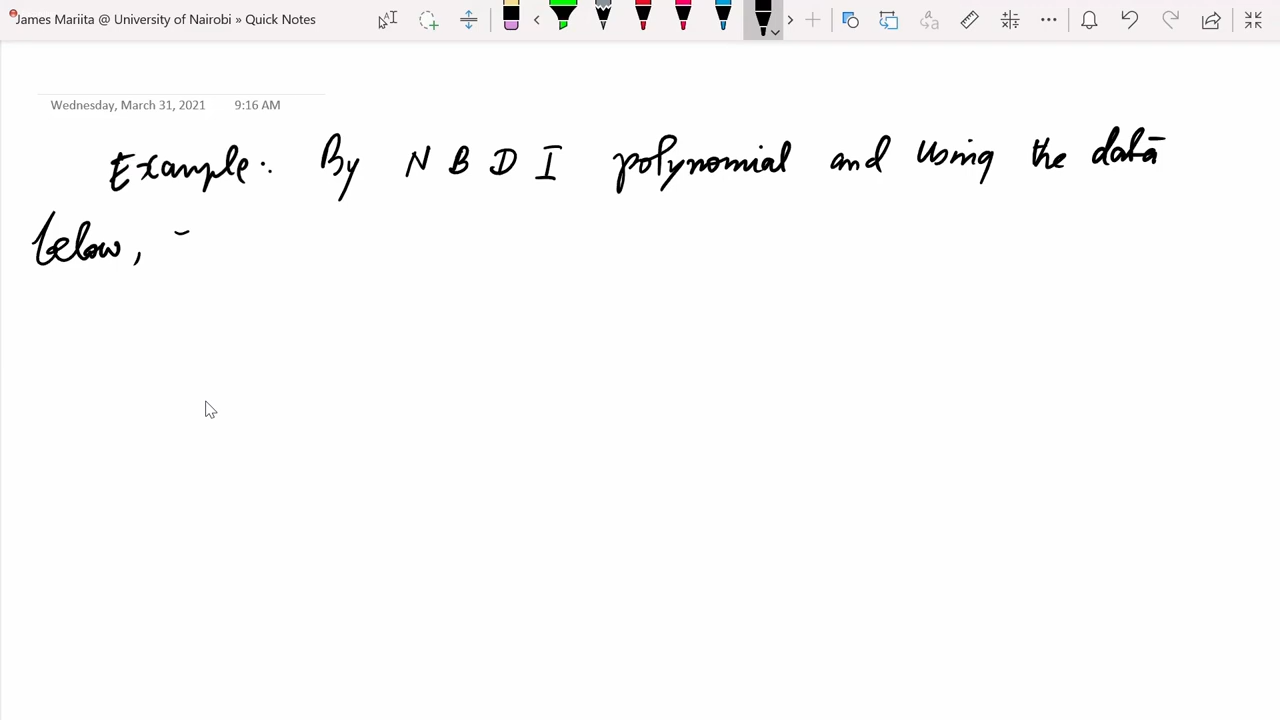 James Mariita @ University of Nairobi » Quick Notes
Wednesday, March 31, 2021 9:16 AM
Example: By N B D I polynomial and using the data
below,